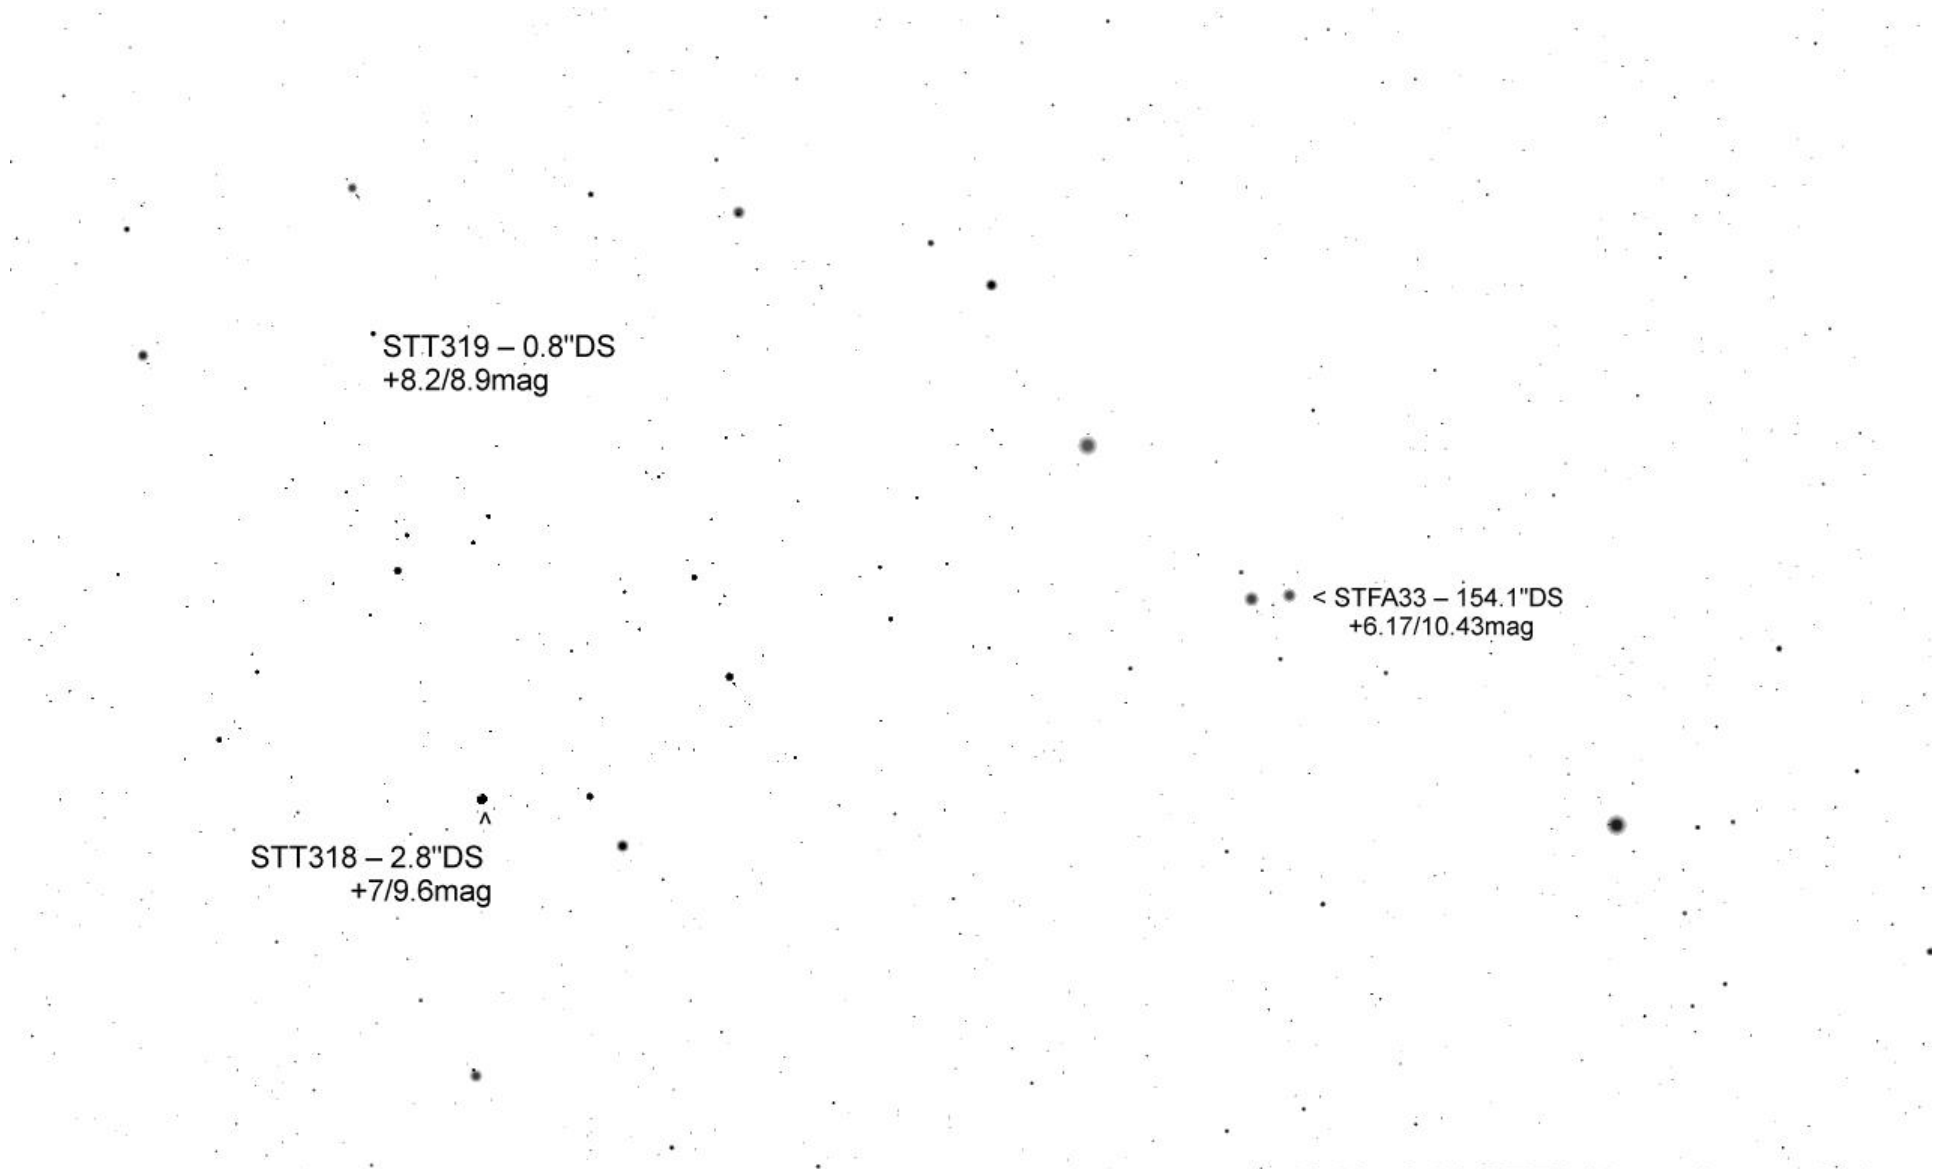 STT319 – 0.8"DS
+8.2/8.9mag
< STFA33 – 154.1"DS
+6.17/10.43mag
^
STT318 – 2.8"DS
+7/9.6mag